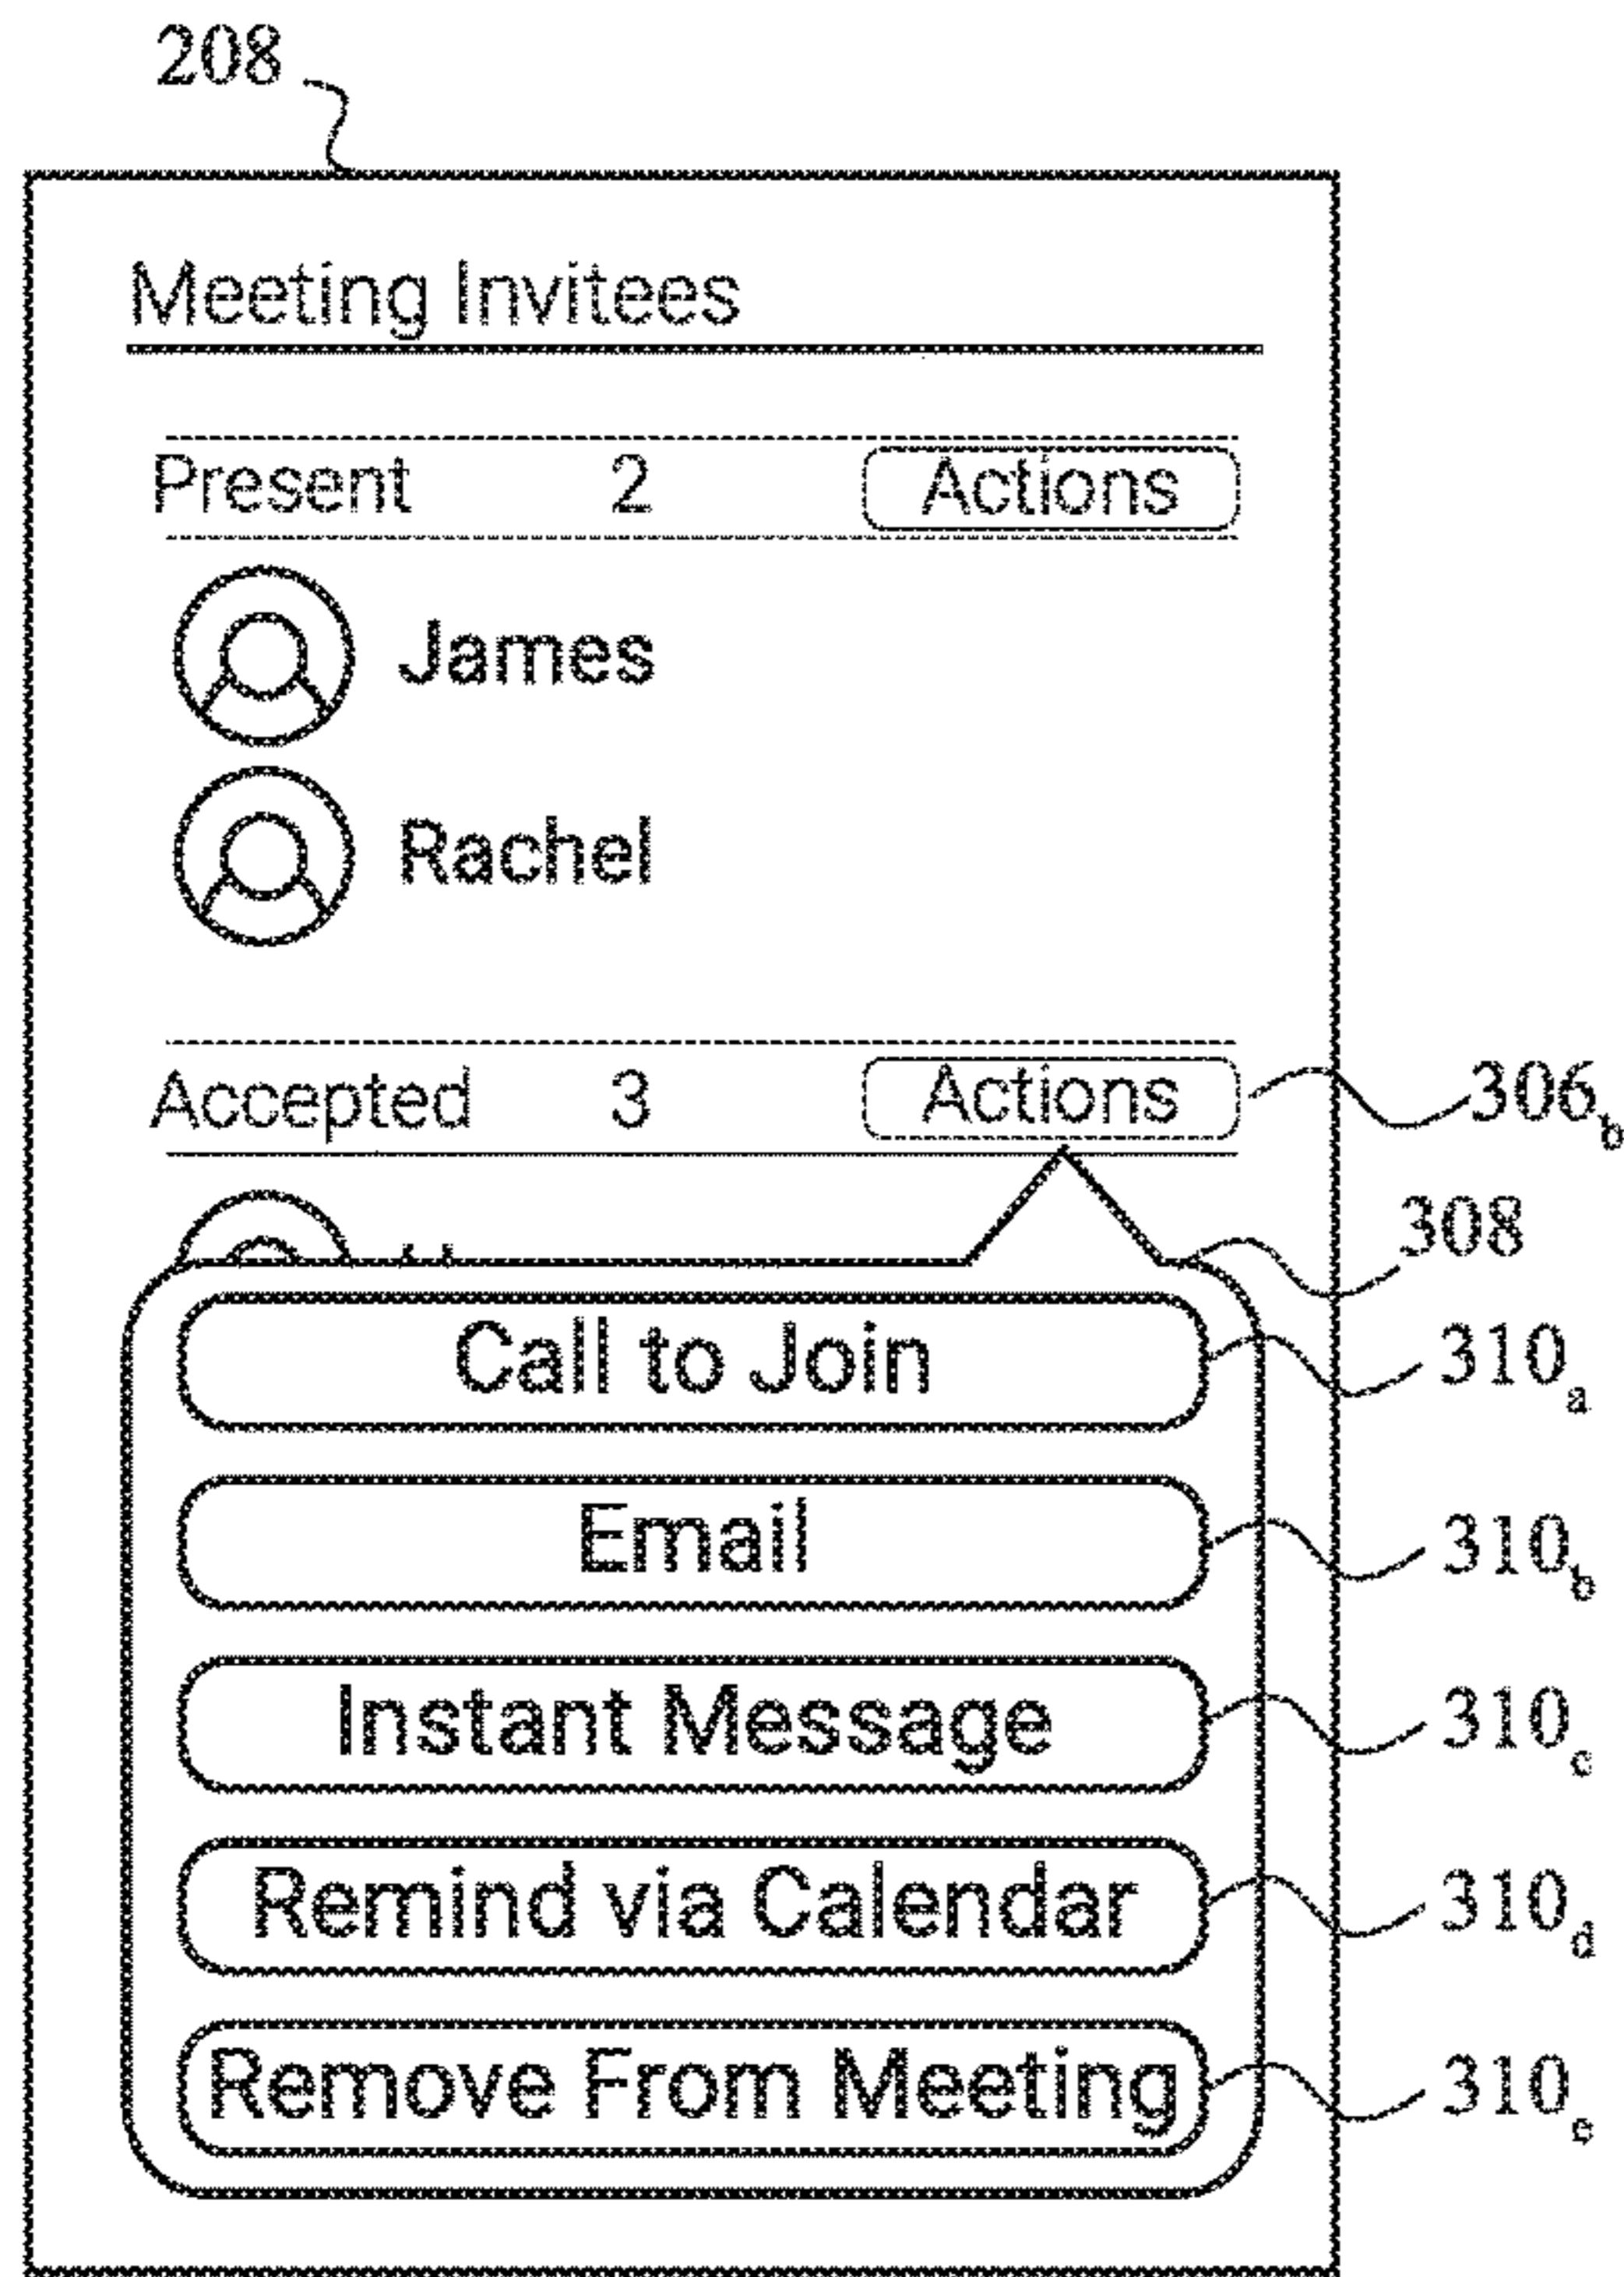 208
Meeting Invitees
Present 2 Actions
James
Rachel
Accepted 3 Actions 306b
308
Call to Join 310a
Email 310b
Instant Message 310c
Remind via Calendar 310d
Remove From Meeting 310e